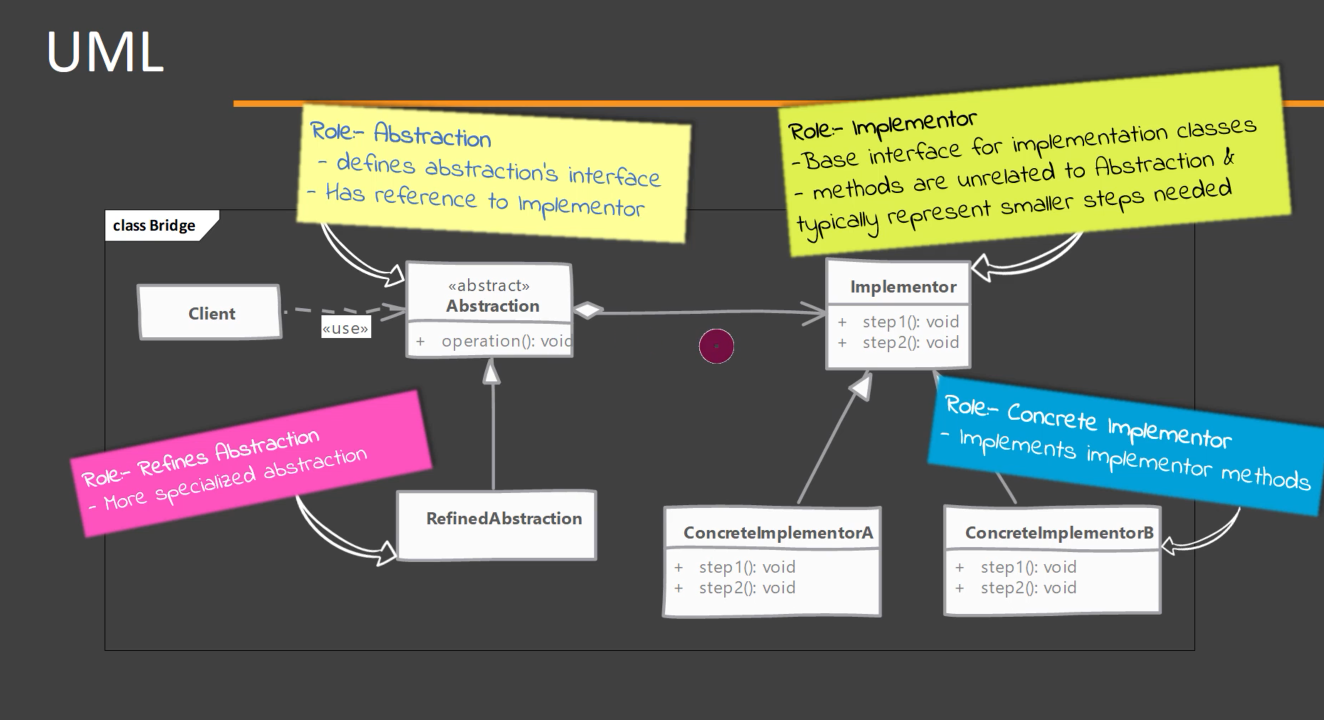 UML
Role:- Abstraction
- defines abstraction's interface
- Has reference to Implementor
Role:- Implementor
-Base interface for implementation classes
- methods are unrelated to Abstraction &
typically represent smaller steps needed
class Bridge
Client
«use»
«abstract»
Abstraction
+ operation(): void
Implementor
+ step1(): void
+ step2(): void
Role:- Refines Abstraction
- More specialized abstraction
Role:- Concrete Implementor
- Implements implementor methods
RefinedAbstraction
ConcreteImplementorA
+ step1(): void
+ step2(): void
ConcreteImplementorB
+ step1(): void
+ step2(): void